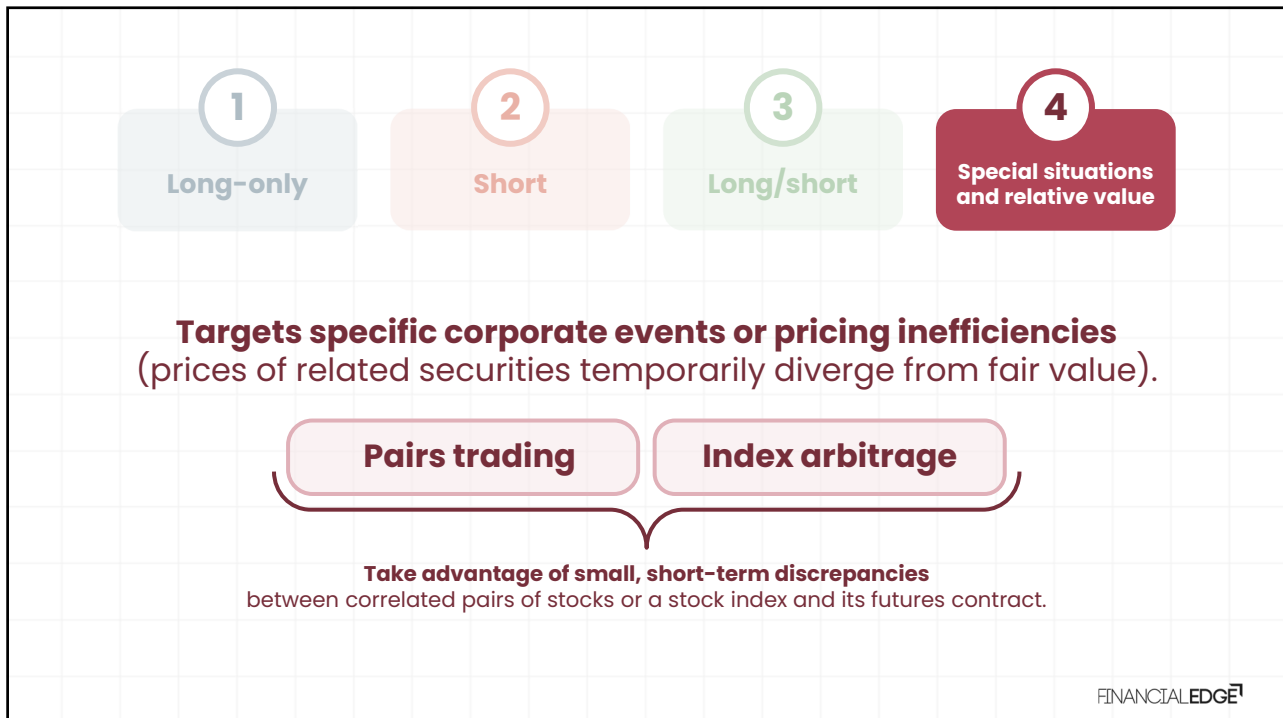 1
Long-only
2
Short
3
Long/short
4
Special situations
and relative value
Targets specific corporate events or pricing inefficiencies
(prices of related securities temporarily diverge from fair value).
Pairs trading
Index arbitrage
Take advantage of small, short-term discrepancies
between correlated pairs of stocks or a stock index and its futures contract.
FINANCIALEDGE